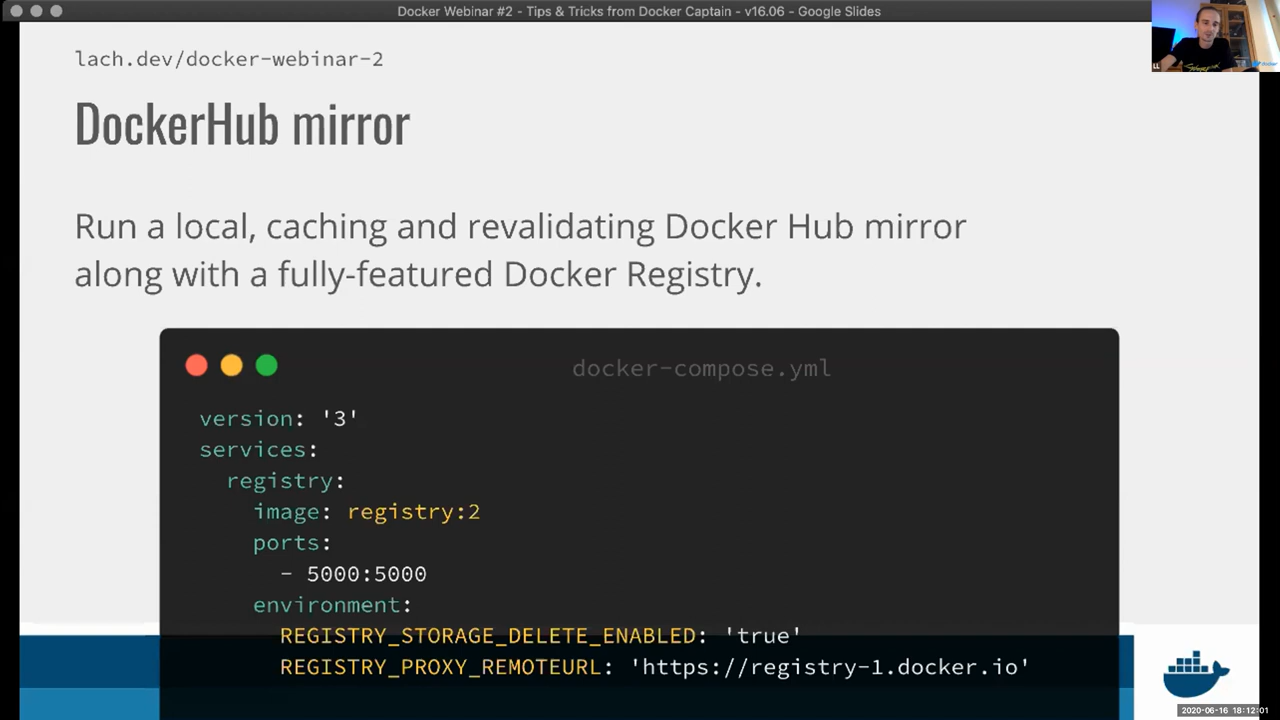 Docker Webinar #2 - Tips & Tricks from Docker Captain - v16.06 - Google Slides
lach.dev/docker-webinar-2
DockerHub mirror
Run a local, caching and revalidating Docker Hub mirror
along with a fully-featured Docker Registry.
docker-compose.yml
version: '3'
services:
registry:
image: registry:2
ports:
- 5000:5000
environment:
REGISTRY_STORAGE_DELETE_ENABLED: 'true'
REGISTRY_PROXY_REMOTEURL: 'https://registry-1.docker.io'
2020-06-16 18:12:01